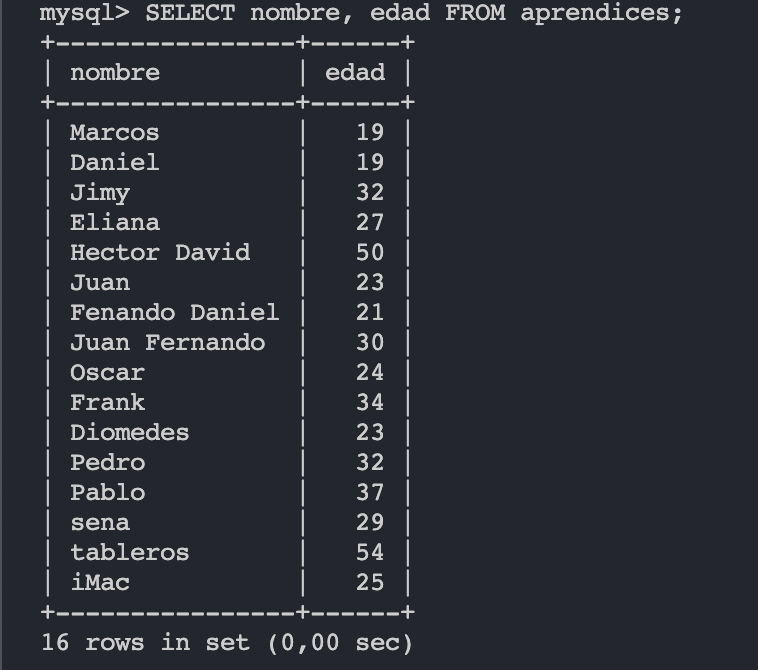 mysql> SELECT nombre, edad FROM aprendices;
+----------------+------+
| nombre         | edad |
+----------------+------+
| Marcos         |   19 |
| Daniel         |   19 |
| Jimy           |   32 |
| Eliana         |   27 |
| Hector David   |   50 |
| Juan           |   23 |
| Fenando Daniel |   21 |
| Juan Fernando  |   30 |
| Oscar          |   24 |
| Frank          |   34 |
| Diomedes       |   23 |
| Pedro          |   32 |
| Pablo          |   37 |
| sena           |   29 |
| tableros       |   54 |
| iMac           |   25 |
+----------------+------+
16 rows in set (0,00 sec)